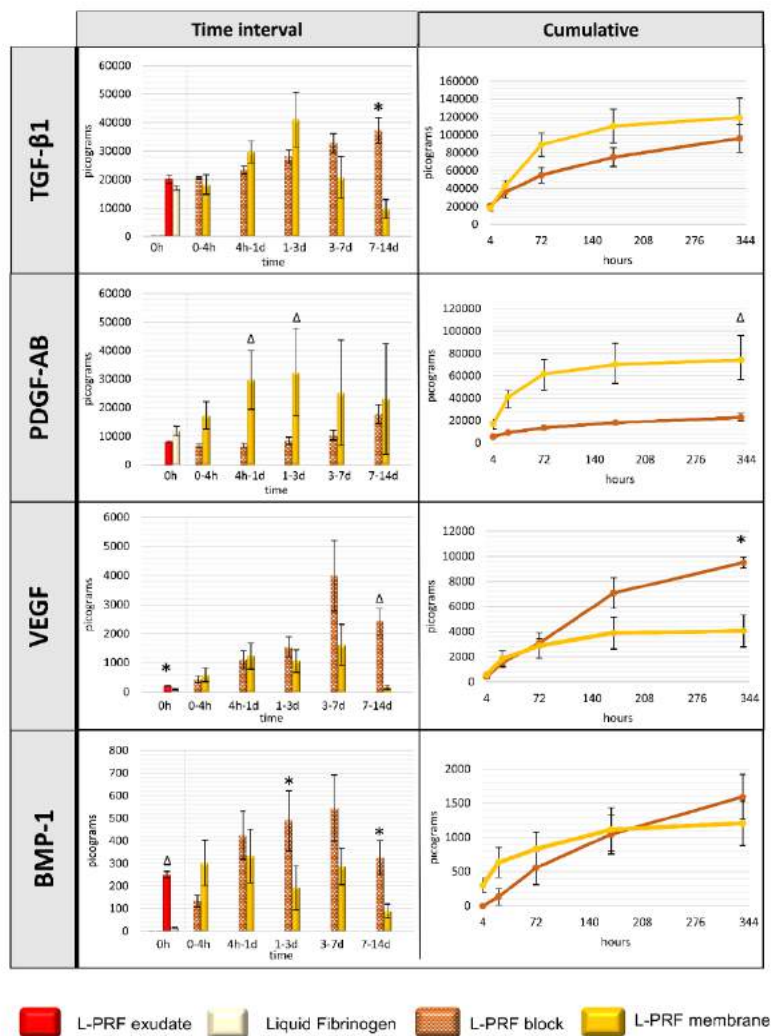 Time interval
Cumulative
TGF-β1
picograms
60000
50000
40000
30000
20000
10000
0
*
0h 0-4h 4h-1d 1-3d 3-7d 7-14d
time
picograms
160000
140000
120000
100000
80000
60000
40000
20000
0
4 72 140 208 276 344
hours
PDGF-AB
picograms
60000
50000
40000
30000
20000
10000
0
Δ Δ
0h 0-4h 4h-1d 1-3d 3-7d 7-14d
time
picograms
120000
100000
80000
60000
40000
20000
0
Δ
4 72 140 208 276 344
hours
VEGF
picograms
6000
5000
4000
3000
2000
1000
0
* Δ
0h 0-4h 4h-1d 1-3d 3-7d 7-14d
time
picograms
12000
10000
8000
6000
4000
2000
0
*
4 72 140 208 276 344
hours
BMP-1
picograms
800
700
600
500
400
300
200
100
0
Δ * *
0h 0-4h 4h-1d 1-3d 3-7d 7-14d
time
picograms
2000
1500
1000
500
0
4 72 140 208 276 344
hours
L-PRF exudate Liquid Fibrinogen L-PRF block L-PRF membrane